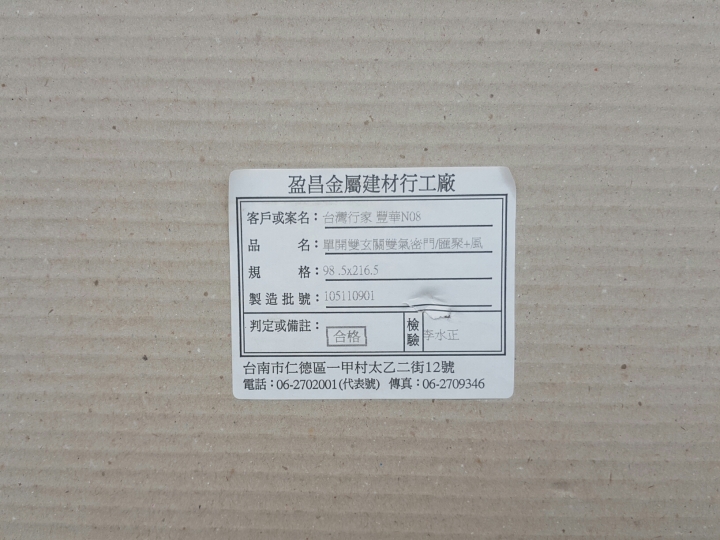 盈昌金屬建材行工廠
客戶或案名：台灣行家 豐華N08
品 名：單開雙玄關雙氣密門/匯聚+風
規 格：98 .5x216.5
製造批號：105110901
判定或備註：合格 檢驗 李水正
台南市仁德區一甲村太乙二街12號
電話：06-2702001(代表號) 傳真：06-2709346